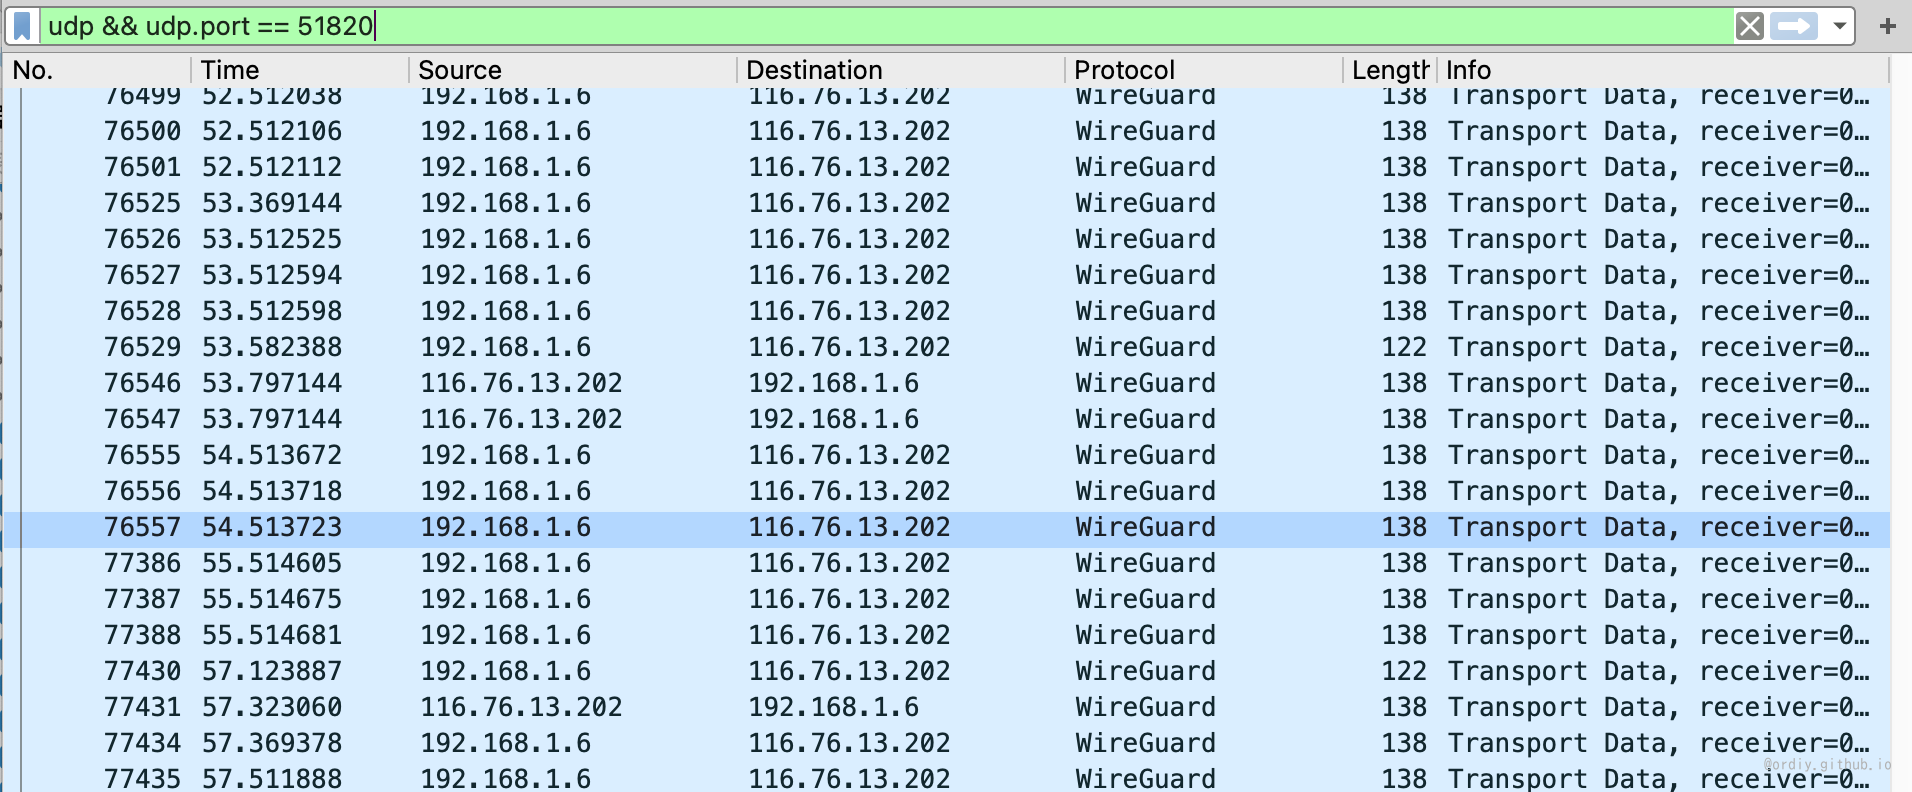 udp && udp.port == 51820
No. Time Source Destination Protocol Length Info
76499 52.512038 192.168.1.6 116.76.13.202 WireGuard 138 Transport Data, receiver=0…
76500 52.512106 192.168.1.6 116.76.13.202 WireGuard 138 Transport Data, receiver=0…
76501 52.512112 192.168.1.6 116.76.13.202 WireGuard 138 Transport Data, receiver=0…
76525 53.369144 192.168.1.6 116.76.13.202 WireGuard 138 Transport Data, receiver=0…
76526 53.512525 192.168.1.6 116.76.13.202 WireGuard 138 Transport Data, receiver=0…
76527 53.512594 192.168.1.6 116.76.13.202 WireGuard 138 Transport Data, receiver=0…
76528 53.512598 192.168.1.6 116.76.13.202 WireGuard 138 Transport Data, receiver=0…
76529 53.582388 192.168.1.6 116.76.13.202 WireGuard 122 Transport Data, receiver=0…
76546 53.797144 116.76.13.202 192.168.1.6 WireGuard 138 Transport Data, receiver=0…
76547 53.797144 116.76.13.202 192.168.1.6 WireGuard 138 Transport Data, receiver=0…
76555 54.513672 192.168.1.6 116.76.13.202 WireGuard 138 Transport Data, receiver=0…
76556 54.513718 192.168.1.6 116.76.13.202 WireGuard 138 Transport Data, receiver=0…
76557 54.513723 192.168.1.6 116.76.13.202 WireGuard 138 Transport Data, receiver=0…
77386 55.514605 192.168.1.6 116.76.13.202 WireGuard 138 Transport Data, receiver=0…
77387 55.514675 192.168.1.6 116.76.13.202 WireGuard 138 Transport Data, receiver=0…
77388 55.514681 192.168.1.6 116.76.13.202 WireGuard 138 Transport Data, receiver=0…
77430 57.123887 192.168.1.6 116.76.13.202 WireGuard 122 Transport Data, receiver=0…
77431 57.323060 116.76.13.202 192.168.1.6 WireGuard 138 Transport Data, receiver=0…
77434 57.369378 192.168.1.6 116.76.13.202 WireGuard 138 Transport Data, receiver=0…
77435 57.511888 192.168.1.6 116.76.13.202 WireGuard 138 Transport Data, receiver=0…
@ordiy.github.io